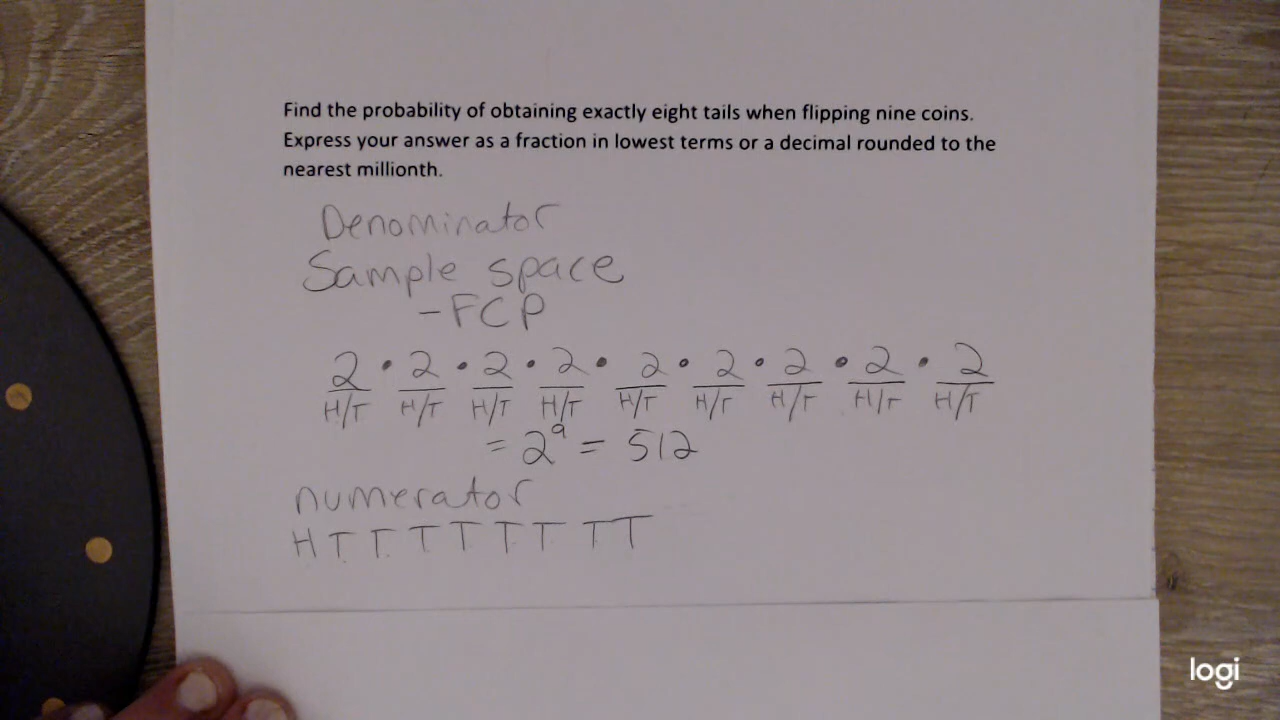 Find the probability of obtaining exactly eight tails when flipping nine coins.
Express your answer as a fraction in lowest terms or a decimal rounded to the
nearest millionth.
Denominator
Sample space
- FCP
2 · 2 · 2 · 2 · 2 · 2 · 2 · 2 · 2
H/T H/T H/T H/T H/T H/T H/T H/T H/T
= 2⁹ = 512
numerator
H T T T T T T T T
logi